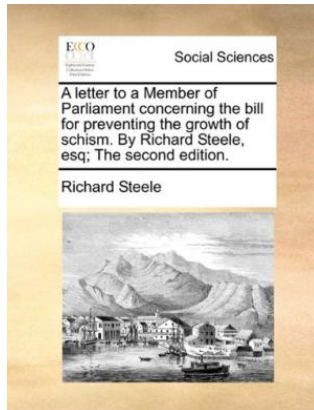 ECCO
Social Sciences
A letter to a Member of
Parliament concerning the bill
for preventing the growth of
schism. By Richard Steele,
esq; The second edition.
Richard Steele